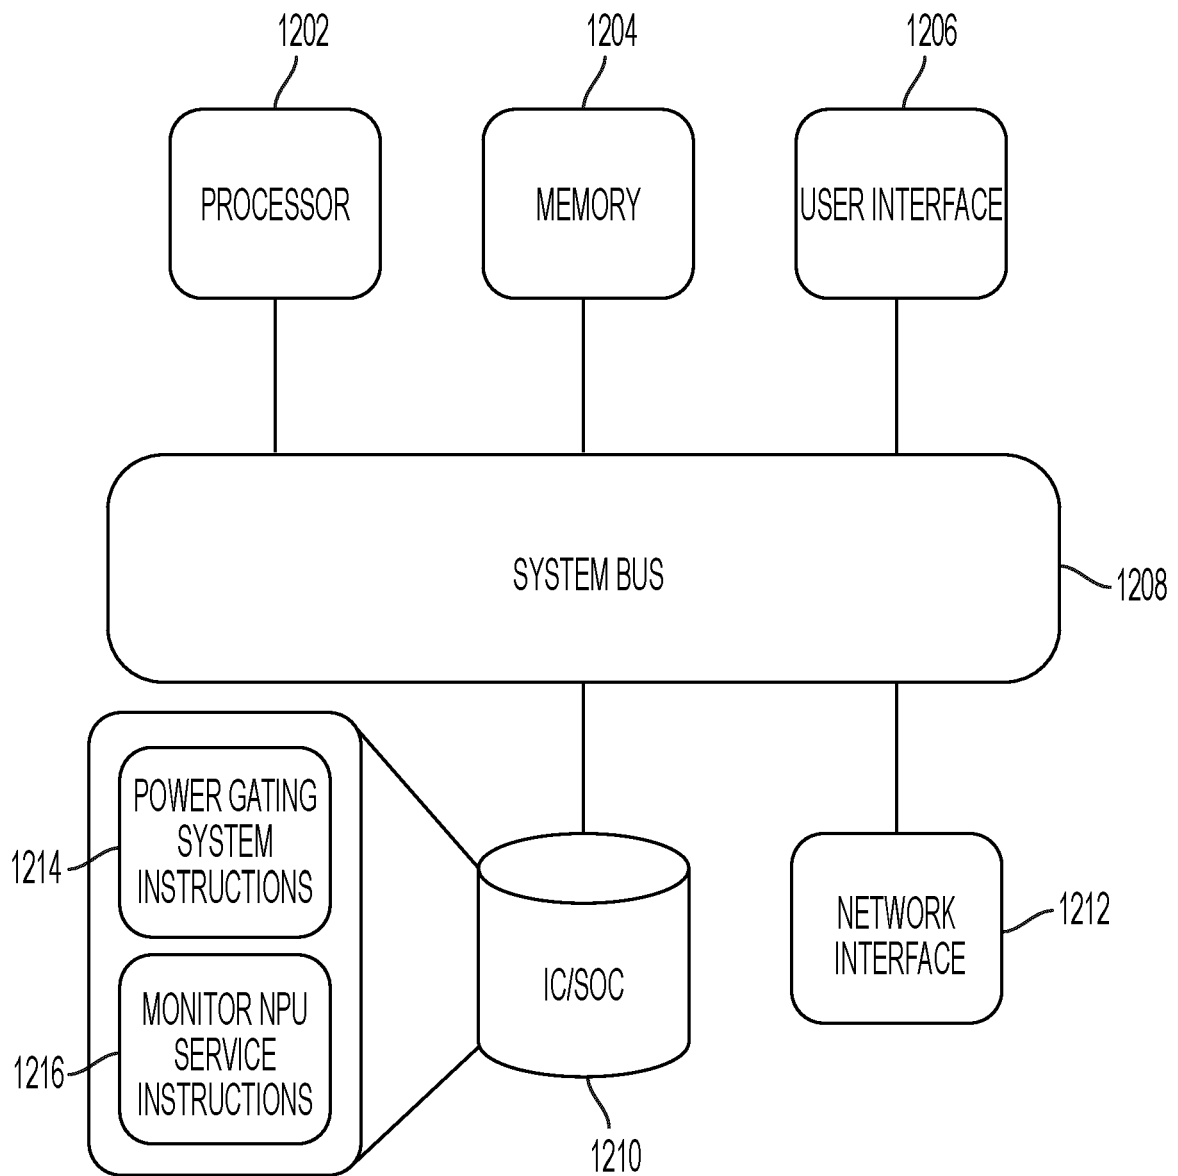 1202
1204
1206
PROCESSOR
MEMORY
USER INTERFACE
SYSTEM BUS
1208
POWER GATING
SYSTEM
INSTRUCTIONS
1214
MONITOR NPU
SERVICE
INSTRUCTIONS
1216
IC/SOC
1210
NETWORK
INTERFACE
1212